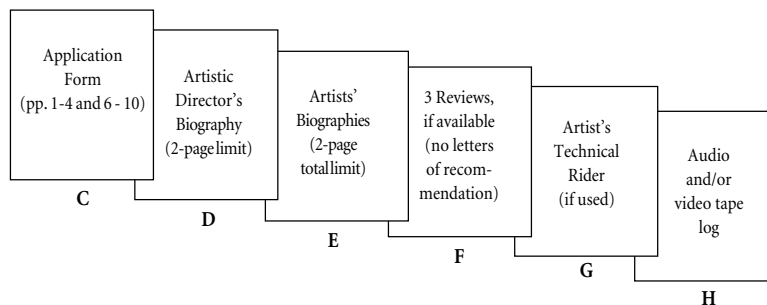 Application
Form
(pp. 1-4 and 6 - 10)
C
Artistic
Director's
Biography
(2-page limit)
D
Artists'
Biographies
(2-page
total limit)
E
3 Reviews,
if available
(no letters
of recom-
mendation)
F
Artist's
Technical
Rider
(if used)
G
Audio
and/or
video tape
log
H